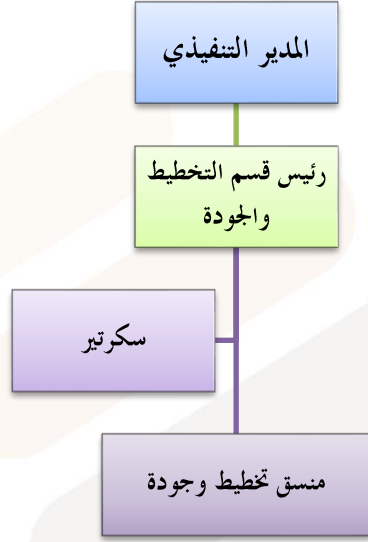 المدير التنفيذي
رئيس قسم التخطيط
والجودة
سكرتير
منسق تخطيط وجودة